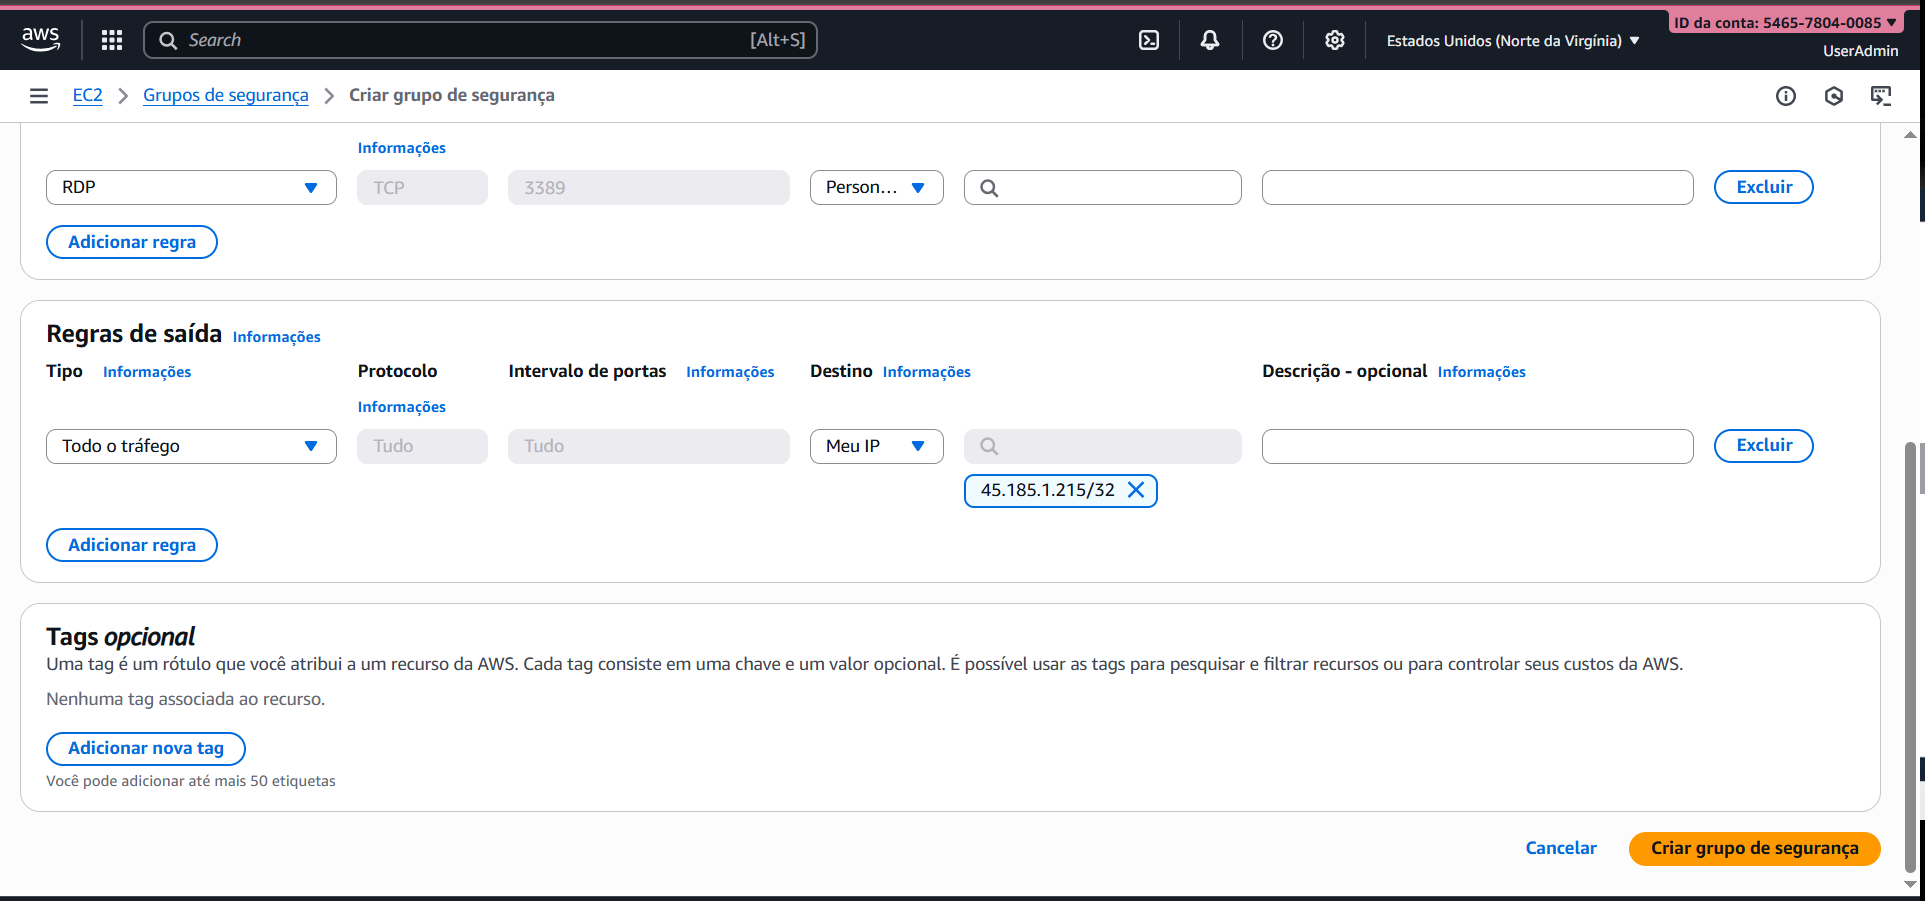 aws
Search [Alt+S]
Estados Unidos (Norte da Virgínia)
ID da conta: 5465-7804-0085
UserAdmin
EC2 Grupos de segurança Criar grupo de segurança
Informações
RDP TCP 3389 Person... Excluir
Adicionar regra
Regras de saída Informações
Tipo Informações Protocolo Intervalo de portas Informações Destino Informações Descrição - opcional Informações
Informações
Todo o tráfego Tudo Tudo Meu IP Excluir
45.185.1.215/32
Adicionar regra
Tags opcional
Uma tag é um rótulo que você atribui a um recurso da AWS. Cada tag consiste em uma chave e um valor opcional. É possível usar as tags para pesquisar e filtrar recursos ou para controlar seus custos da AWS.
Nenhuma tag associada ao recurso.
Adicionar nova tag
Você pode adicionar até mais 50 etiquetas
Cancelar Criar grupo de segurança